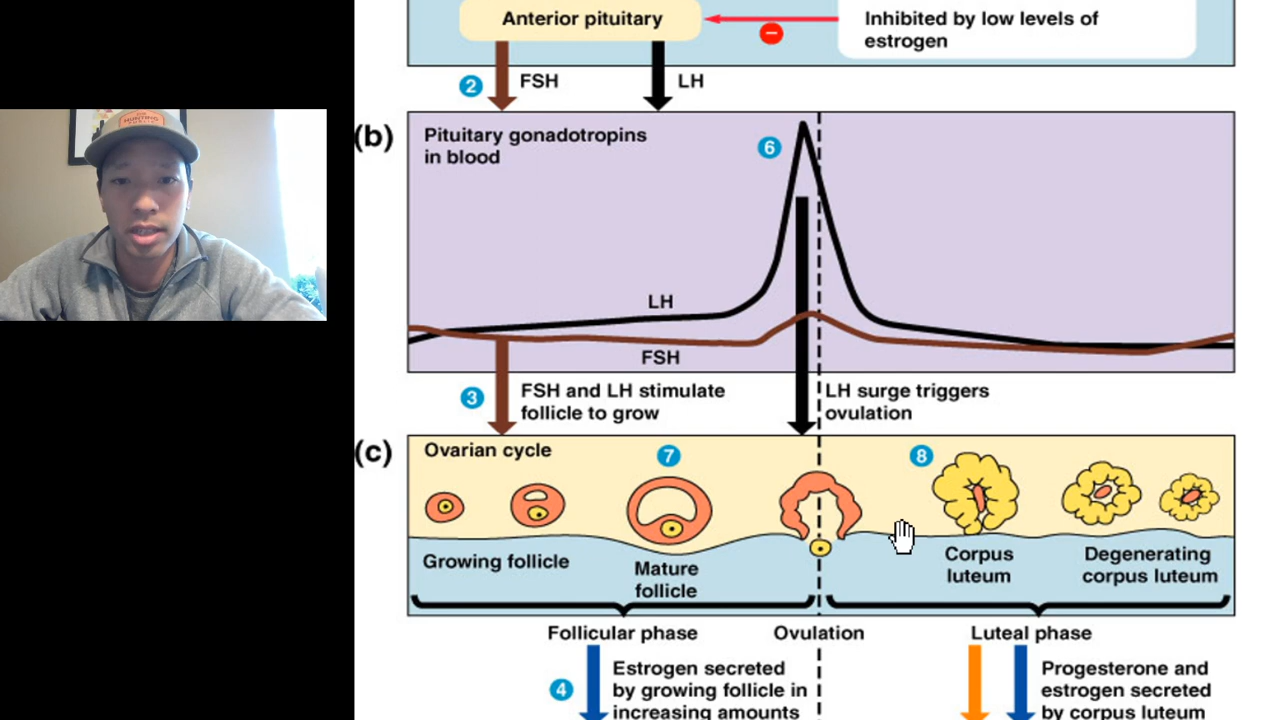 Anterior pituitary
Inhibited by low levels of
estrogen
2
FSH
LH
(b)
Pituitary gonadotropins
in blood
6
LH
FSH
3
FSH and LH stimulate
follicle to grow
LH surge triggers
ovulation
(c)
Ovarian cycle
7
8
Growing follicle
Mature
follicle
Corpus
luteum
Degenerating
corpus luteum
Follicular phase
Ovulation
Luteal phase
4
Estrogen secreted
by growing follicle in
increasing amounts
Progesterone and
estrogen secreted
by corpus luteum